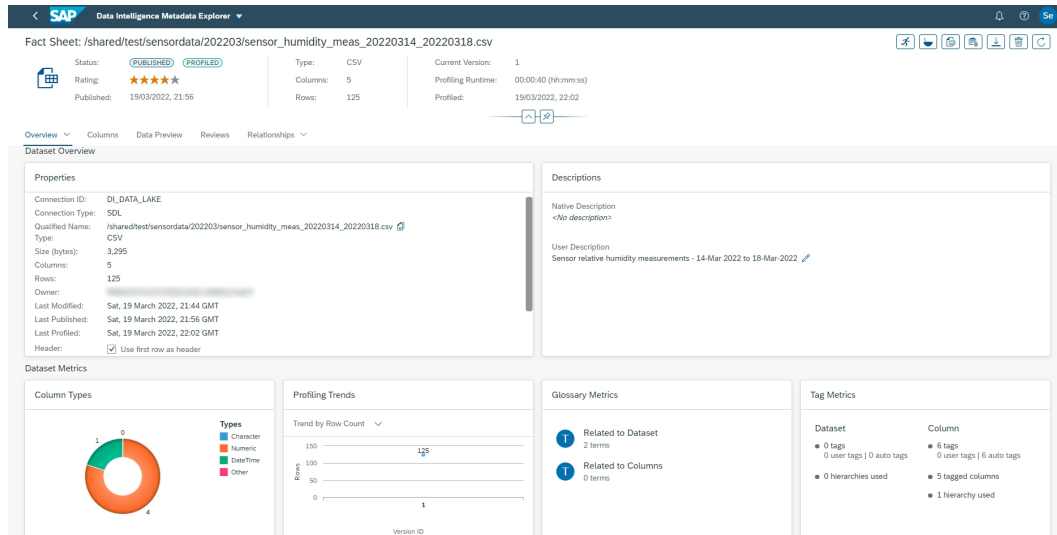 SAP Data Intelligence Metadata Explorer
Se
Fact Sheet: /shared/test/sensordata/202203/sensor_humidity_meas_20220314_20220318.csv
Status: PUBLISHED PROFILED
Rating:
Published: 19/03/2022, 21:56
Type: CSV
Columns: 5
Rows: 125
Current Version: 1
Profiling Runtime: 00:00:40 (hh:mm:ss)
Profiled: 19/03/2022, 22:02
Overview Columns Data Preview Reviews Relationships
Dataset Overview
Properties
Connection ID: DI_DATA_LAKE
Connection Type: SDL
Qualified Name: /shared/test/sensordata/202203/sensor_humidity_meas_20220314_20220318.csv
Type: CSV
Size (bytes): 3,295
Columns: 5
Rows: 125
Owner:
Last Modified: Sat, 19 March 2022, 21:44 GMT
Last Published: Sat, 19 March 2022, 21:56 GMT
Last Profiled: Sat, 19 March 2022, 22:02 GMT
Header: Use first row as header
Descriptions
Native Description
<No description>
User Description
Sensor relative humidity measurements - 14-Mar 2022 to 18-Mar-2022
Dataset Metrics
Column Types
0
1
4
Types
Character
Numeric
DateTime
Other
Profiling Trends
Trend by Row Count
Rows
150
125
100
50
0
1
Version ID
Glossary Metrics
T
Related to Dataset
2 terms
T
Related to Columns
0 terms
Tag Metrics
Dataset
0 tags
0 user tags | 0 auto tags
0 hierarchies used
Column
6 tags
0 user tags | 6 auto tags
5 tagged columns
1 hierarchy used